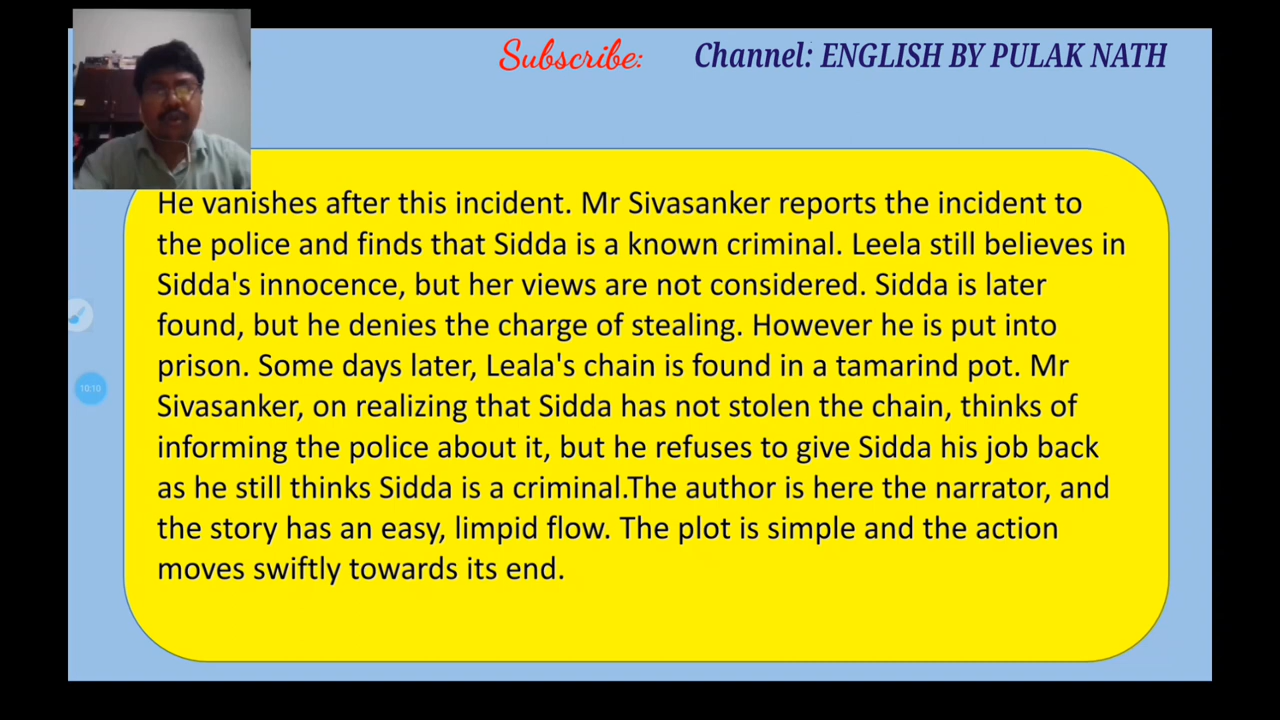 Subscribe: Channel: ENGLISH BY PULAK NATH
He vanishes after this incident. Mr Sivasanker reports the incident to
the police and finds that Sidda is a known criminal. Leela still believes in
Sidda's innocence, but her views are not considered. Sidda is later
found, but he denies the charge of stealing. However he is put into
prison. Some days later, Leala's chain is found in a tamarind pot. Mr
Sivasanker, on realizing that Sidda has not stolen the chain, thinks of
informing the police about it, but he refuses to give Sidda his job back
as he still thinks Sidda is a criminal.The author is here the narrator, and
the story has an easy, limpid flow. The plot is simple and the action
moves swiftly towards its end.
10:10